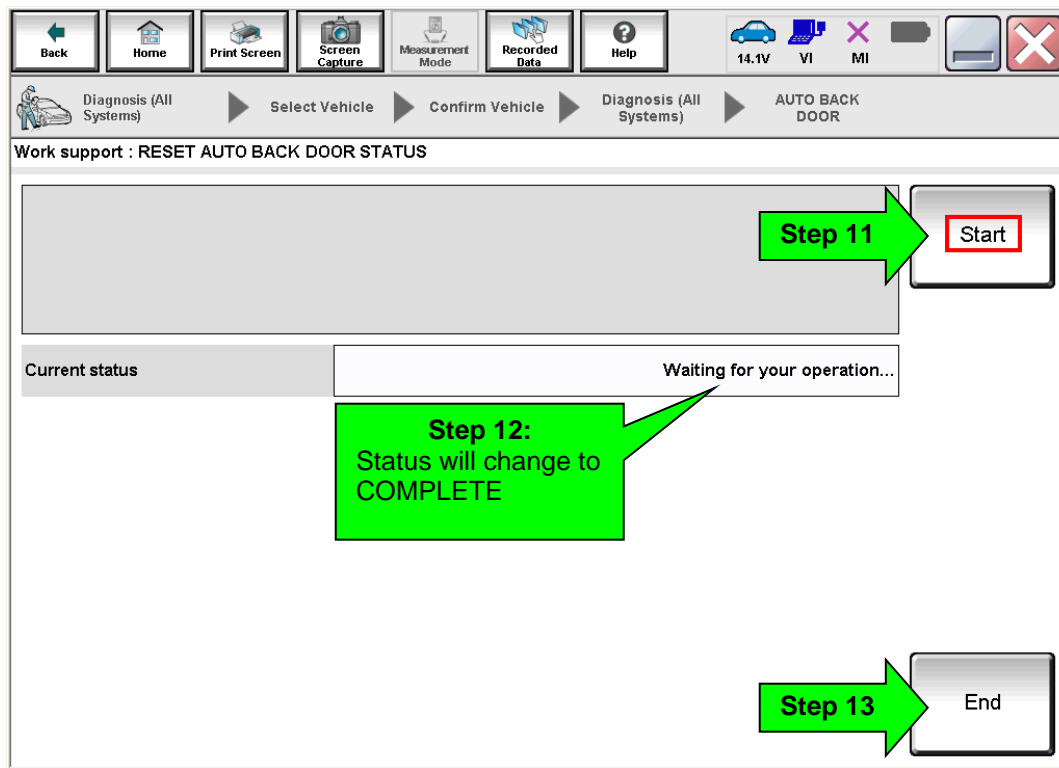 Back
Home
Print Screen
Screen
Capture
Measurement
Mode
Recorded
Data
Help
14.1V
VI
MI
Diagnosis (All
Systems)
Select Vehicle
Confirm Vehicle
Diagnosis (All
Systems)
AUTO BACK
DOOR
Work support : RESET AUTO BACK DOOR STATUS
Step 11
Start
Current status
Waiting for your operation...
Step 12:
Status will change to
COMPLETE
Step 13
End